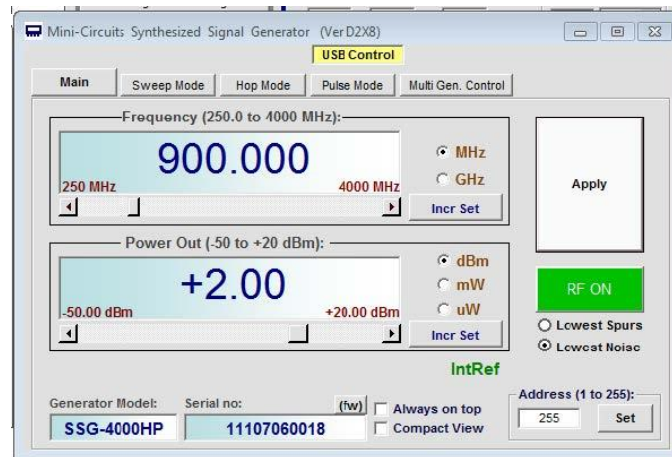 Mini-Circuits Synthesized Signal Generator (Ver D2X8)
USB Control
Main Sweep Mode Hop Mode Pulse Mode Multi Gen. Control
Frequency (250.0 to 4000 MHz):
900.000
250 MHz 4000 MHz
MHz
GHz
Incr Set
Apply
Power Out (-50 to +20 dBm):
+2.00
-50.00 dBm +20.00 dBm
dBm
mW
uW
Incr Set
RF ON
Lowest Spurs
Lowest Noise
IntRef
Generator Model: Serial no: (fw)
SSG-4000HP 11107060018
Always on top
Compact View
Address (1 to 255):
255 Set